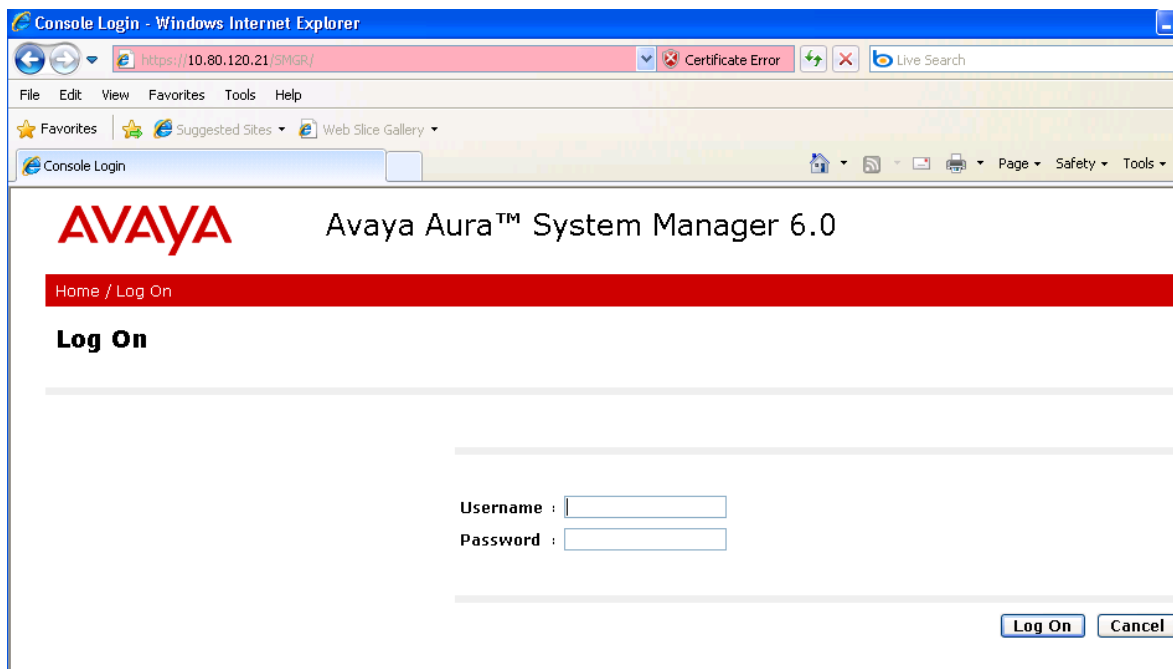 Console Login - Windows Internet Explorer
https://10.80.120.21/SMGR/ Certificate Error Live Search
File Edit View Favorites Tools Help
Favorites Suggested Sites Web Slice Gallery
Console Login Page Safety Tools
AVAYA Avaya Aura™ System Manager 6.0
Home / Log On
Log On
Username :
Password :
Log On Cancel